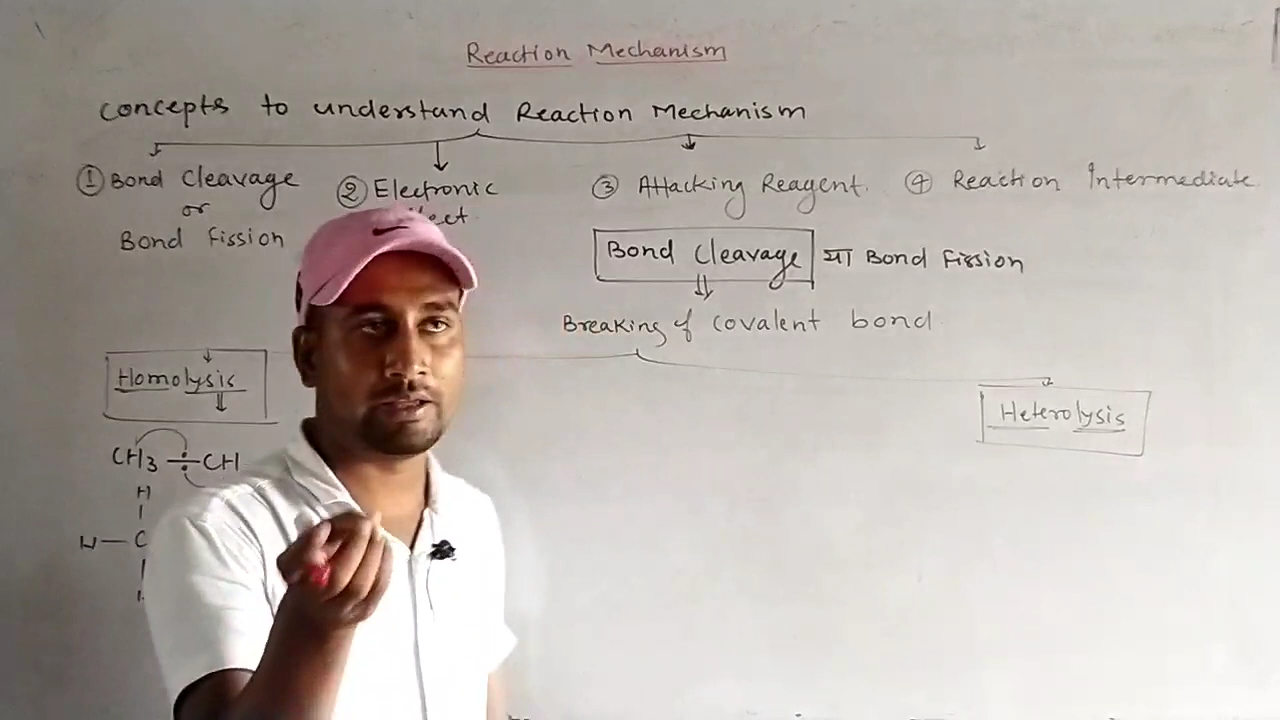 Reaction Mechanism
Concepts to understand Reaction Mechanism
① Bond Cleavage
or
Bond Fission
② Electronic
③ Attacking Reagent.
④ Reaction Intermediate
Bond Cleavage या Bond Fission
Breaking of covalent bond
Homolysis
Heterolysis
CH3 — CH
H
H — C